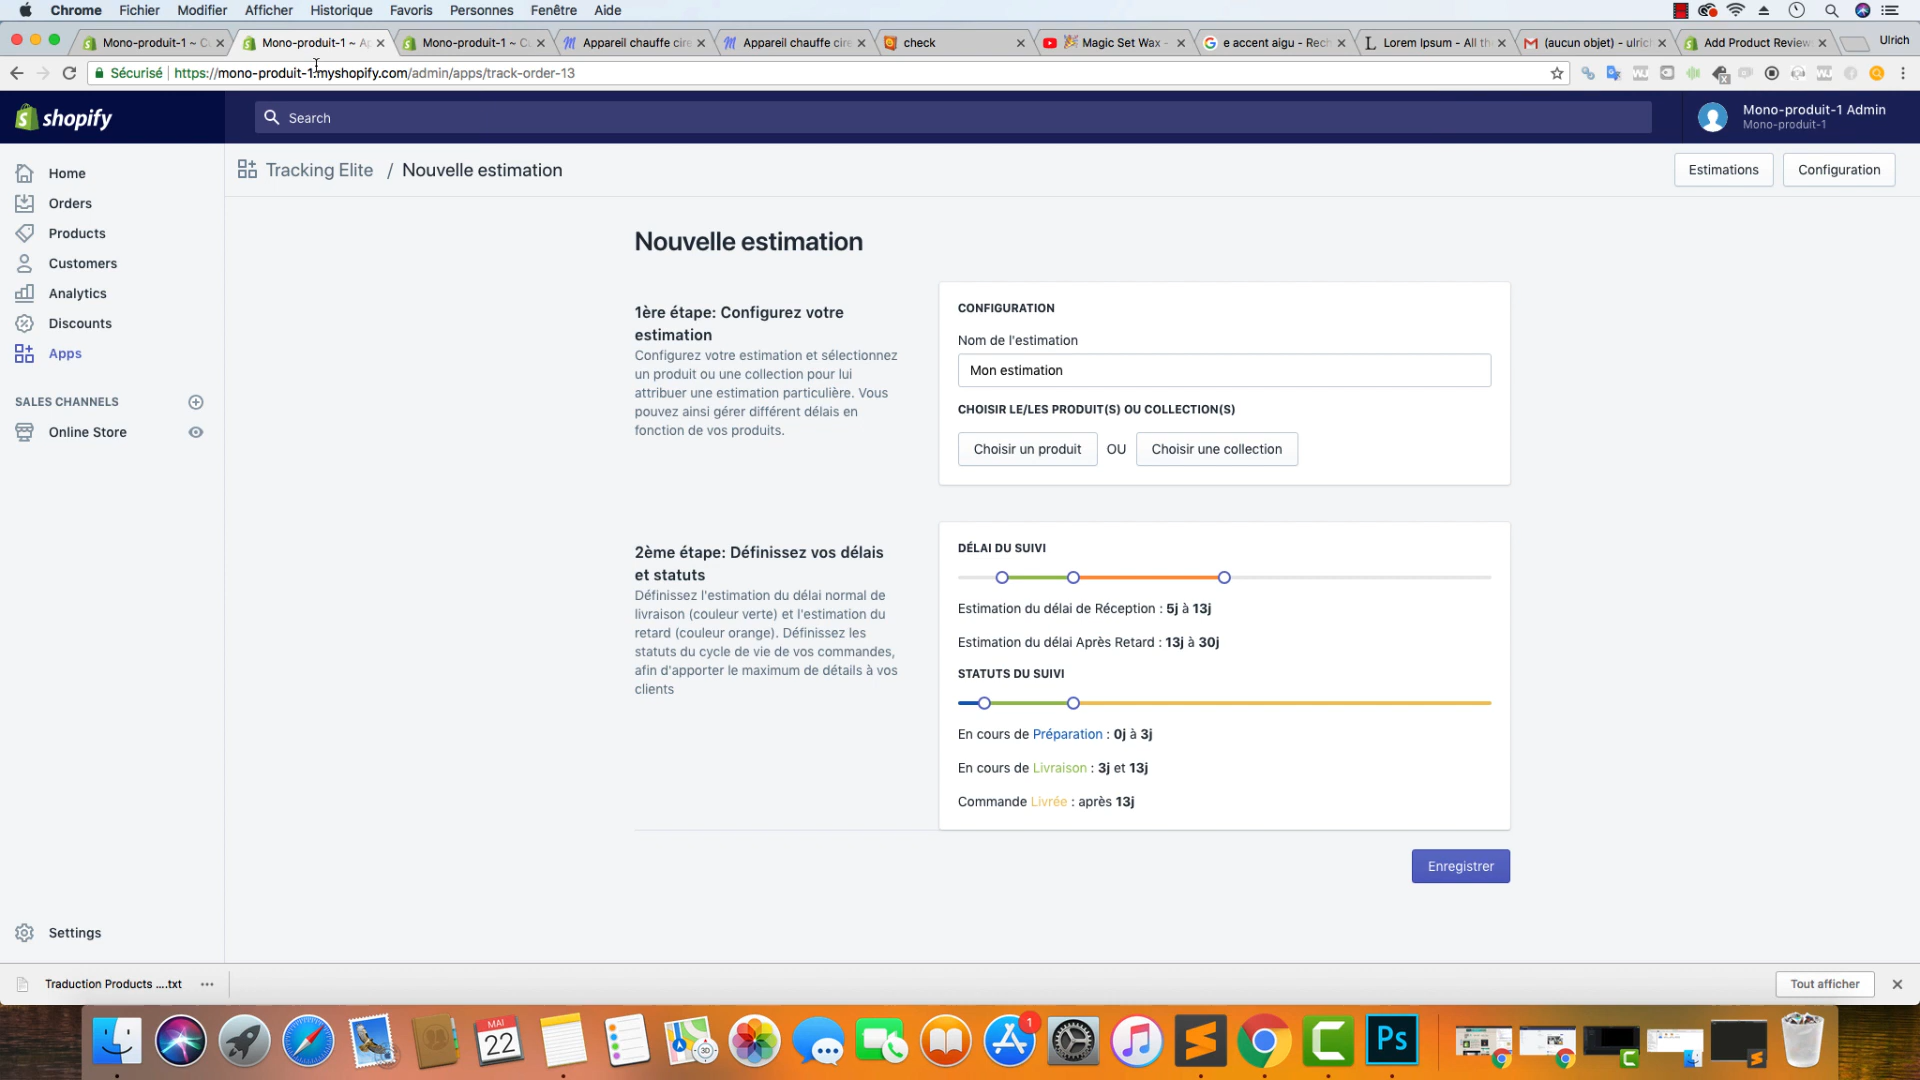 Chrome Fichier Modifier Afficher Historique Favoris Personnes Fenêtre Aide
Mono-produit-1 ~ C Mono-produit-1 ~ A Mono-produit-1 ~ C Appareil chauffe cire Appareil chauffe cire check Magic Set Wax - e accent aigu - Rech Lorem Ipsum - All th (aucun objet) - ulric Add Product Review Ulrich
Sécurisé https://mono-produit-1.myshopify.com/admin/apps/track-order-13
shopify Search Mono-produit-1 Admin
Mono-produit-1
Home
Orders
Products
Customers
Analytics
Discounts
Apps
SALES CHANNELS
Online Store
Settings
Tracking Elite / Nouvelle estimation Estimations Configuration
Nouvelle estimation
1ère étape: Configurez votre
estimation
Configurez votre estimation et sélectionnez
un produit ou une collection pour lui
attribuer une estimation particulière. Vous
pouvez ainsi gérer différent délais en
fonction de vos produits.
CONFIGURATION
Nom de l'estimation
Mon estimation
CHOISIR LE/LES PRODUIT(S) OU COLLECTION(S)
Choisir un produit OU Choisir une collection
2ème étape: Définissez vos délais
et statuts
Définissez l'estimation du délai normal de
livraison (couleur verte) et l'estimation du
retard (couleur orange). Définissez les
statuts du cycle de vie de vos commandes,
afin d'apporter le maximum de détails à vos
clients
DÉLAI DU SUIVI
Estimation du délai de Réception : 5j à 13j
Estimation du délai Après Retard : 13j à 30j
STATUTS DU SUIVI
En cours de Préparation : 0j à 3j
En cours de Livraison : 3j et 13j
Commande Livrée : après 13j
Enregistrer
Traduction Products ....txt Tout afficher
MAI
22
3D
1
Ps